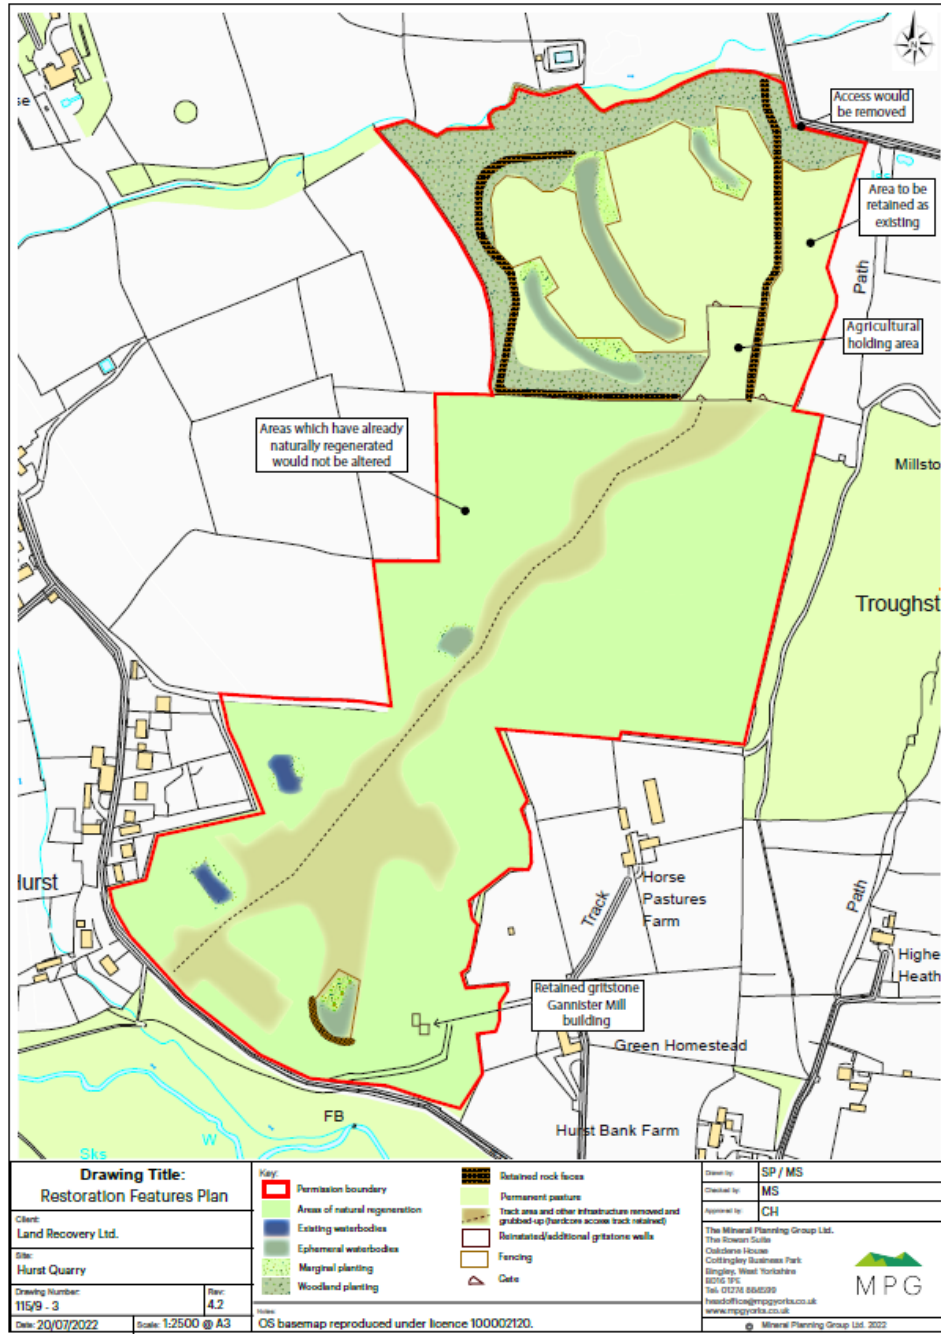 se
N
Access would
be removed
Area to be
retained as
existing
Path
Agricultural
holding area
Areas which have already
naturally regenerated
would not be altered
Millsto
Troughst
Hurst
Track
Horse
Pastures
Farm
Path
Highe
Heath
Retained gritstone
Gannister Mill
building
Green Homestead
FB
Hurst Bank Farm
Sks
W
Drawing Title:
Restoration Features Plan
Client:
Land Recovery Ltd.
Site:
Hurst Quarry
Drawing Number:
115/9 - 3
Rev:
4.2
Date: 20/07/2022
Scale: 1:2500 @ A3
Key:
Permission boundary
Areas of natural regeneration
Existing waterbodies
Ephemeral waterbodies
Marginal planting
Woodland planting
Retained rock faces
Permanent pasture
Track area and other infrastructure removed and
grubbed-up (hardcore access track retained)
Reinstated/additional gritstone walls
Fencing
Gate
Notes:
OS basemap reproduced under licence 100002120.
Drawn by:
SP / MS
Checked by:
MS
Approved by:
CH
The Mineral Planning Group Ltd.
The Rowan Suite
Oakdene House
Cottingley Business Park
Bingley, West Yorkshire
BD16 1PE
Tel: 01274 884599
headoffice@mpgyorks.co.uk
www.mpgyorks.co.uk
MPG
© Mineral Planning Group Ltd. 2022